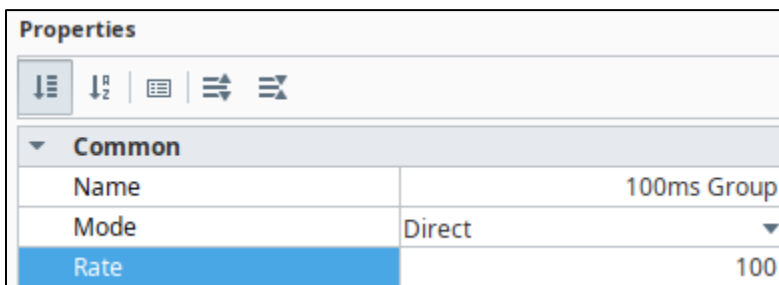 Properties
Common
Name 100ms Group
Mode Direct
Rate 100